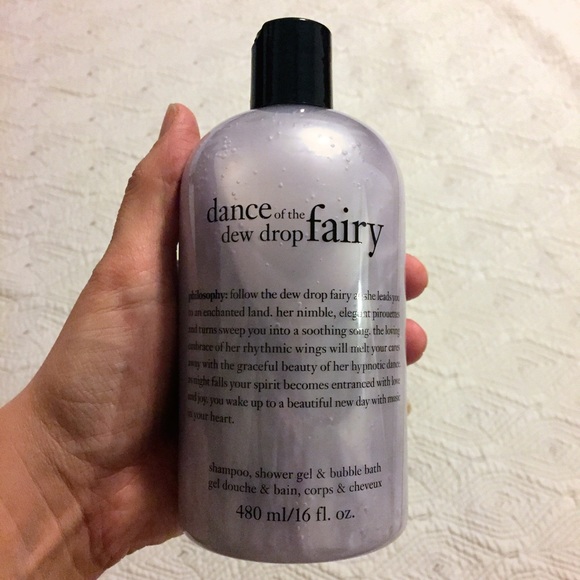 dance of the
dew drop fairy
philosophy: follow the dew drop fairy as she leads you
to an enchanted land. her nimble, elegant pirouettes
and turns sweep you into a soothing song. the loving
embrace of her rhythmic wings will melt your cares
away with the graceful beauty of her hypnotic dance.
as night falls your spirit becomes entranced with love
and joy. you wake up to a beautiful new day with music
in your heart.
shampoo, shower gel & bubble bath
gel douche & bain, corps & cheveux
480 ml/16 fl. oz.